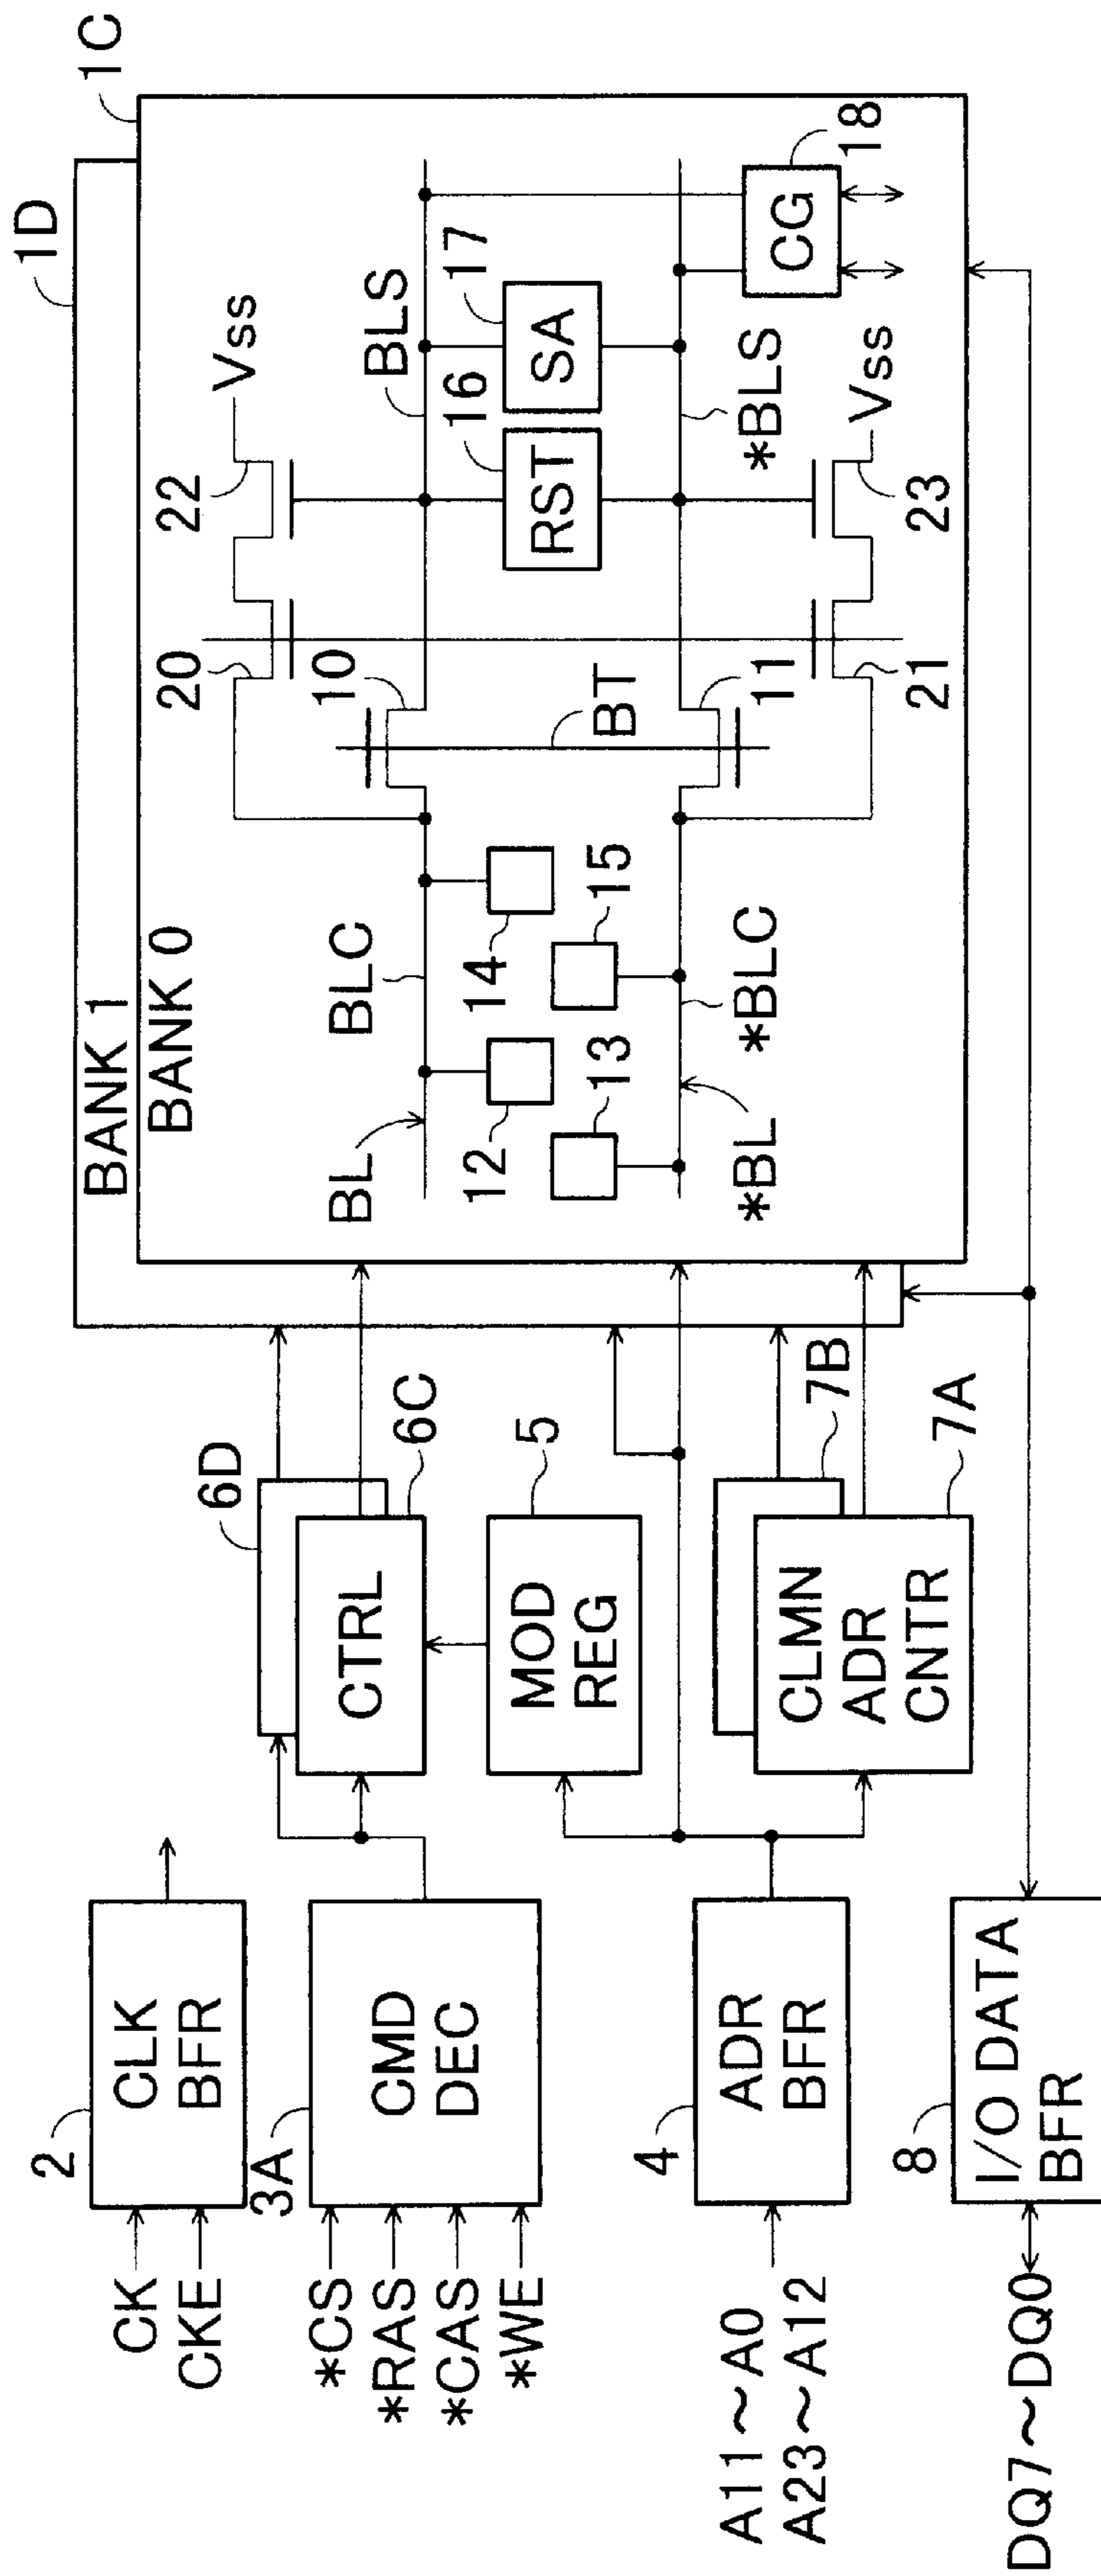 1D
1C
BANK 1
BANK 0
20
22
Vss
BL
BLC
10
BLS
12
14
16
17
RST
SA
BT
13
15
*BL
*BLC
11
*BLS
CG
18
21
23
Vss
CK
CKE
2
CLK
BFR
*CS
*RAS
*CAS
*WE
3A
CMD
DEC
6D
CTRL
6C
MOD
REG
5
A11~A0
A23~A12
4
ADR
BFR
CLMN
ADR
CNTR
7B
7A
DQ7~DQ0
8
I/O DATA
BFR